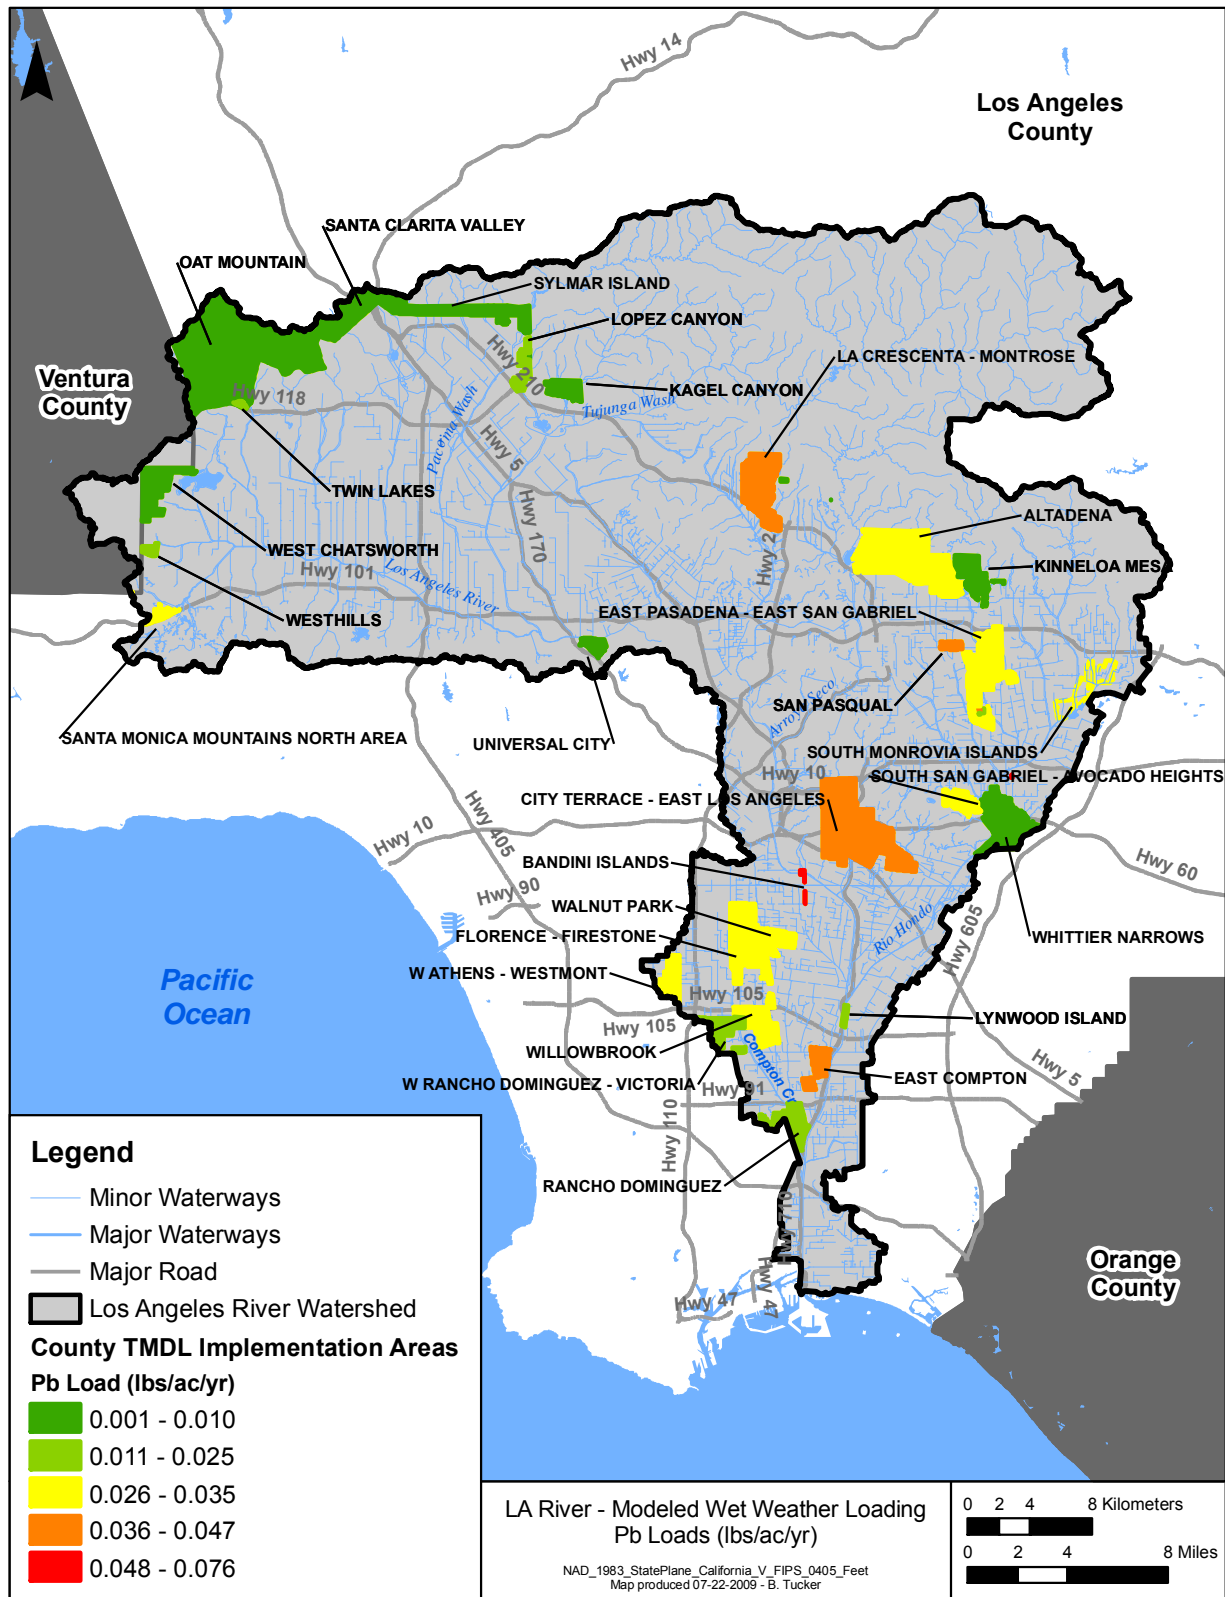 Hwy 14
Los Angeles
County
SANTA CLARITA VALLEY
OAT MOUNTAIN
SYLMAR ISLAND
LOPEZ CANYON
LA CRESCENTA - MONTROSE
Ventura
County
Hwy 210
KAGEL CANYON
Hwy 118
Tujunga Wash
Pacoima Wash
Hwy 5
TWIN LAKES
Hwy 170
ALTADENA
WEST CHATSWORTH
Hwy 2
Hwy 101
Los Angeles River
KINNELOA MESA
EAST PASADENA - EAST SAN GABRIEL
WESTHILLS
SAN PASQUAL
Arroyo Seco
SANTA MONICA MOUNTAINS NORTH AREA
UNIVERSAL CITY
SOUTH MONROVIA ISLANDS
Hwy 10
SOUTH SAN GABRIEL - AVOCADO HEIGHTS
CITY TERRACE - EAST LOS ANGELES
Hwy 10
Hwy 405
BANDINI ISLANDS
Hwy 60
Hwy 90
WALNUT PARK
FLORENCE - FIRESTONE
Rio Hondo
Hwy 605
WHITTIER NARROWS
W ATHENS - WESTMONT
Pacific
Ocean
Hwy 105
Hwy 105
LYNWOOD ISLAND
WILLOWBROOK
Compton Cr
Hwy 5
W RANCHO DOMINGUEZ - VICTORIA
Hwy 91
EAST COMPTON
Hwy 110
RANCHO DOMINGUEZ
Hwy 710
Orange
County
Hwy 47
Hwy 47
Legend
Minor Waterways
Major Waterways
Major Road
Los Angeles River Watershed
County TMDL Implementation Areas
Pb Load (lbs/ac/yr)
0.001 - 0.010
0.011 - 0.025
0.026 - 0.035
0.036 - 0.047
0.048 - 0.076
LA River - Modeled Wet Weather Loading
Pb Loads (lbs/ac/yr)
NAD_1983_StatePlane_California_V_FIPS_0405_Feet
Map produced 07-22-2009 - B. Tucker
0 2 4 8 Kilometers
0 2 4 8 Miles